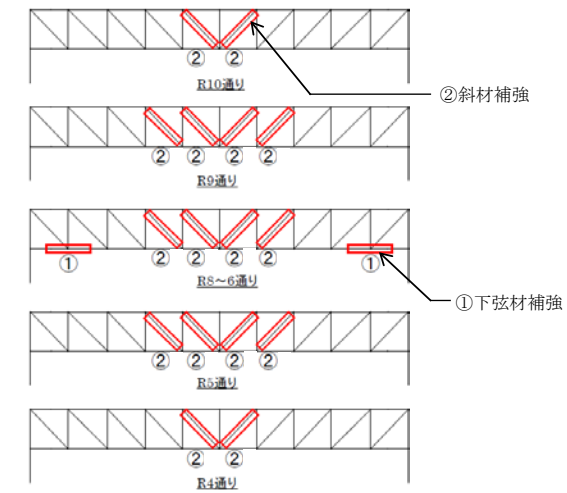 ② ②
R10通り
②斜材補強
② ② ② ②
R9通り
① ② ② ② ② ①
R8～6通り
①下弦材補強
② ② ② ②
R5通り
② ②
R4通り